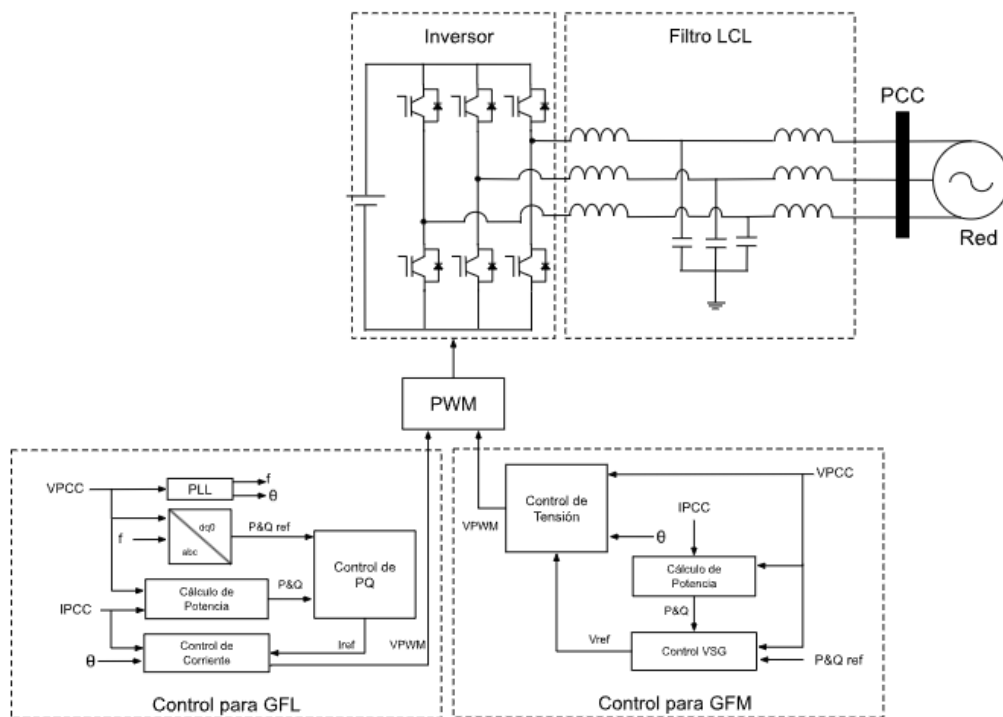 Inversor
Filtro LCL
PCC
Red
PWM
VPCC
PLL
f
θ
f
dq0
abc
P&Q ref
Control de
PQ
Cálculo de
Potencia
P&Q
IPCC
θ
Control de
Corriente
Iref
VPWM
Control para GFL
VPWM
Control de
Tensión
VPCC
IPCC
θ
Cálculo de
Potencia
P&Q
Vref
Control VSG
P&Q ref
Control para GFM